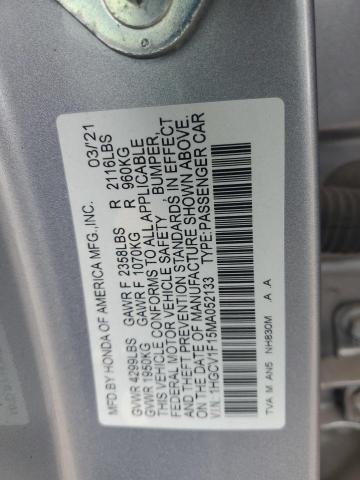 MFD.BY HONDA OF AMERICA MFG.,INC. 03/'21
GVWR 4299LBS GAWR F 2358LBS R 2116LBS
GVWR 1950KG GAWR F 1070KG R 960KG
THIS VEHICLE CONFORMS TO ALL APPLICABLE
FEDERAL MOTOR VEHICLE SAFETY, BUMPER,
AND THEFT PREVENTION STANDARDS IN EFFECT
ON THE DATE OF MANUFACTURE SHOWN ABOVE.
V.I.N. 1HGCV1F15MA052133 TYPE:PASSENGER CAR
TVA M AN5 NH830M A A